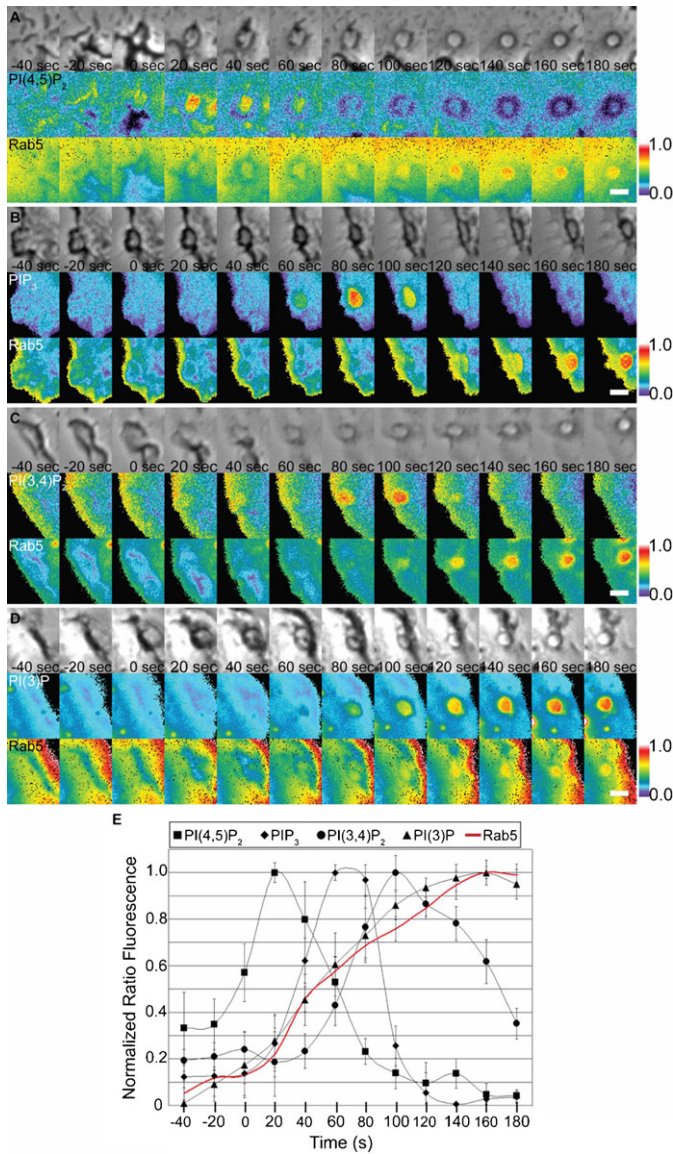 A
-40 sec -20 sec 0 sec 20 sec 40 sec 60 sec 80 sec 100 sec 120 sec 140 sec 160 sec 180 sec
PI(4,5)P₂
Rab5
1.0
0.0
B
-40 sec -20 sec 0 sec 20 sec 40 sec 60 sec 80 sec 100 sec 120 sec 140 sec 160 sec 180 sec
PIP₃
Rab5
1.0
0.0
C
-40 sec -20 sec 0 sec 20 sec 40 sec 60 sec 80 sec 100 sec 120 sec 140 sec 160 sec 180 sec
PI(3,4)P₂
Rab5
1.0
0.0
D
-40 sec -20 sec 0 sec 20 sec 40 sec 60 sec 80 sec 100 sec 120 sec 140 sec 160 sec 180 sec
PI(3)P
Rab5
1.0
0.0
E
PI(4,5)P₂ PIP₃ PI(3,4)P₂ PI(3)P Rab5
Normalized Ratio Fluorescence
1.0
0.8
0.6
0.4
0.2
0
-40 -20 0 20 40 60 80 100 120 140 160 180
Time (s)